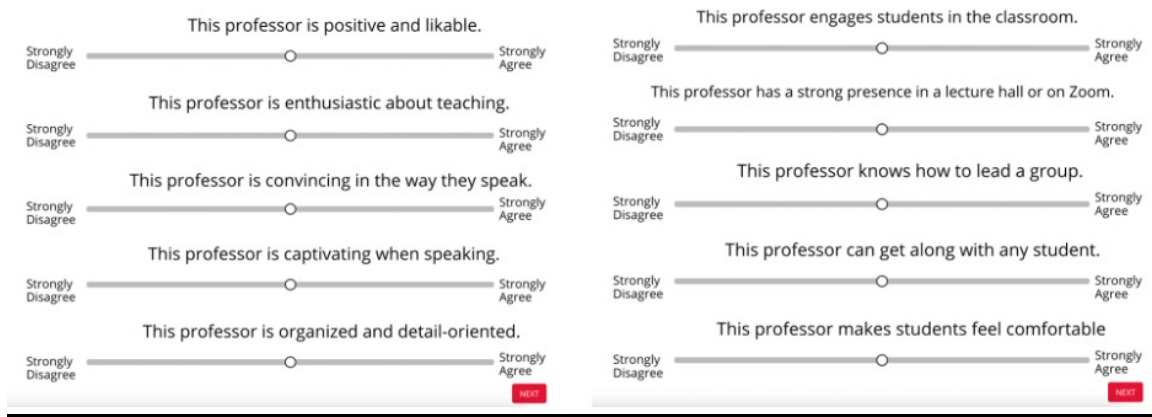 This professor is positive and likable.
Strongly Disagree
Strongly Agree
This professor is enthusiastic about teaching.
Strongly Disagree
Strongly Agree
This professor is convincing in the way they speak.
Strongly Disagree
Strongly Agree
This professor is captivating when speaking.
Strongly Disagree
Strongly Agree
This professor is organized and detail-oriented.
Strongly Disagree
Strongly Agree
NEXT
This professor engages students in the classroom.
Strongly Disagree
Strongly Agree
This professor has a strong presence in a lecture hall or on Zoom.
Strongly Disagree
Strongly Agree
This professor knows how to lead a group.
Strongly Disagree
Strongly Agree
This professor can get along with any student.
Strongly Disagree
Strongly Agree
This professor makes students feel comfortable
Strongly Disagree
Strongly Agree
NEXT